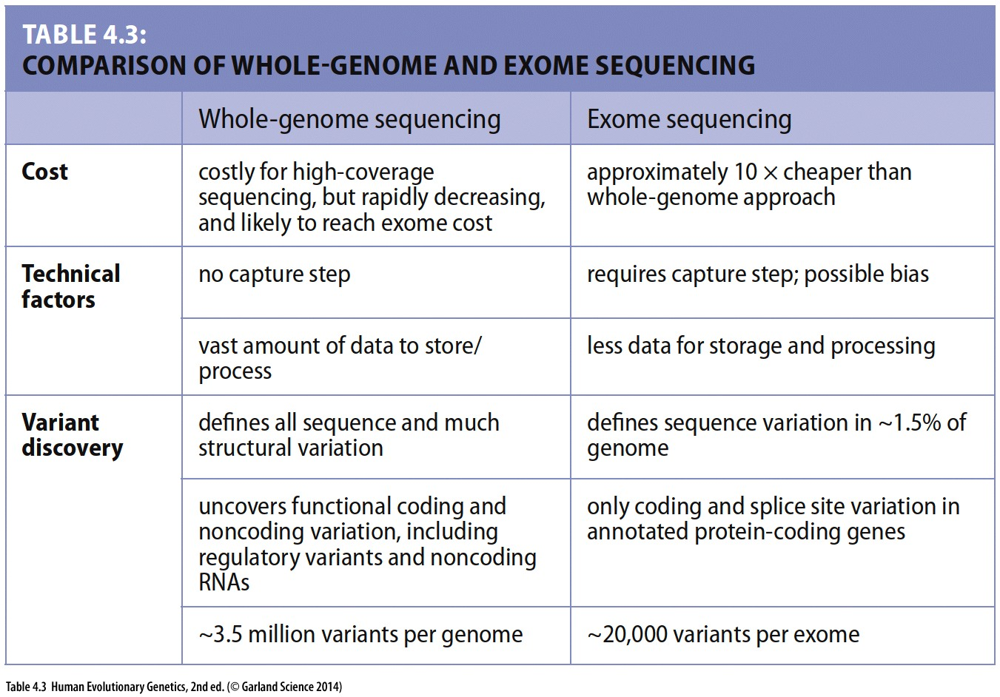 TABLE 4.3:
COMPARISON OF WHOLE-GENOME AND EXOME SEQUENCING
Whole-genome sequencing
Exome sequencing
Cost
costly for high-coverage
sequencing, but rapidly decreasing,
and likely to reach exome cost
approximately 10 × cheaper than
whole-genome approach
Technical
factors
no capture step
requires capture step; possible bias
vast amount of data to store/
process
less data for storage and processing
Variant
discovery
defines all sequence and much
structural variation
defines sequence variation in ~1.5% of
genome
uncovers functional coding and
noncoding variation, including
regulatory variants and noncoding
RNAs
only coding and splice site variation in
annotated protein-coding genes
~3.5 million variants per genome
~20,000 variants per exome
Table 4.3 Human Evolutionary Genetics, 2nd ed. (© Garland Science 2014)